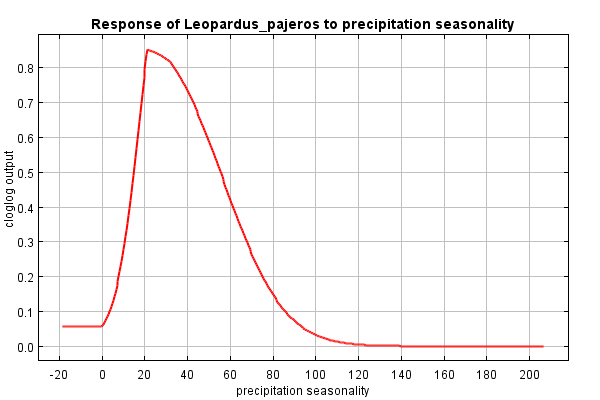 Response of Leopardus_pajeros to precipitation seasonality
cloglog output
0.8
0.7
0.6
0.5
0.4
0.3
0.2
0.1
0.0
-20 0 20 40 60 80 100 120 140 160 180 200
precipitation seasonality